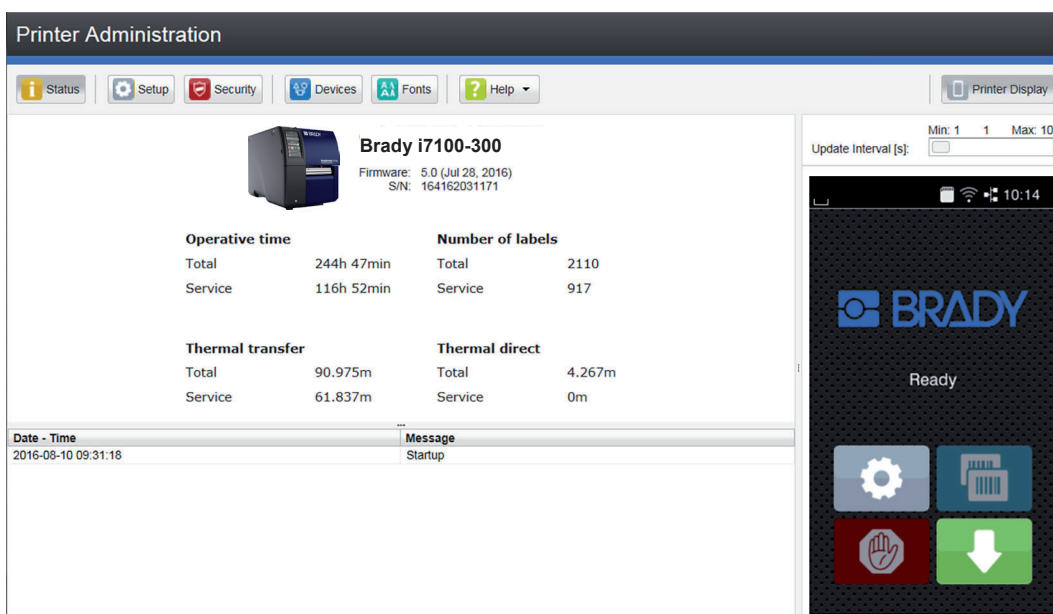 Printer Administration
Status Setup Security Devices Fonts Help Printer Display
Brady i7100-300
Firmware: 5.0 (Jul 28, 2016)
S/N: 164162031171
Operative time
Total 244h 47min
Service 116h 52min
Number of labels
Total 2110
Service 917
Thermal transfer
Total 90.975m
Service 61.837m
Thermal direct
Total 4.267m
Service 0m
Date - Time Message
2016-08-10 09:31:18 Startup
Min: 1 1 Max: 10
Update Interval [s]:
10:14
BRADY
Ready